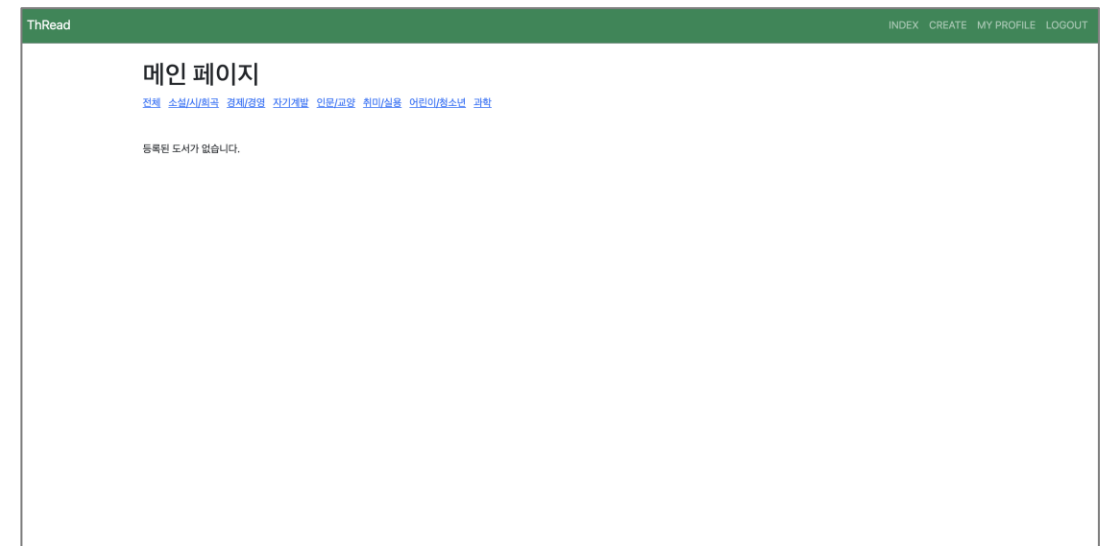 ThRead INDEX CREATE MY PROFILE LOGOUT
메인 페이지
전체 소설/시/희곡 경제/경영 자기계발 인문/교양 취미/실용 어린이/청소년 과학
등록된 도서가 없습니다.